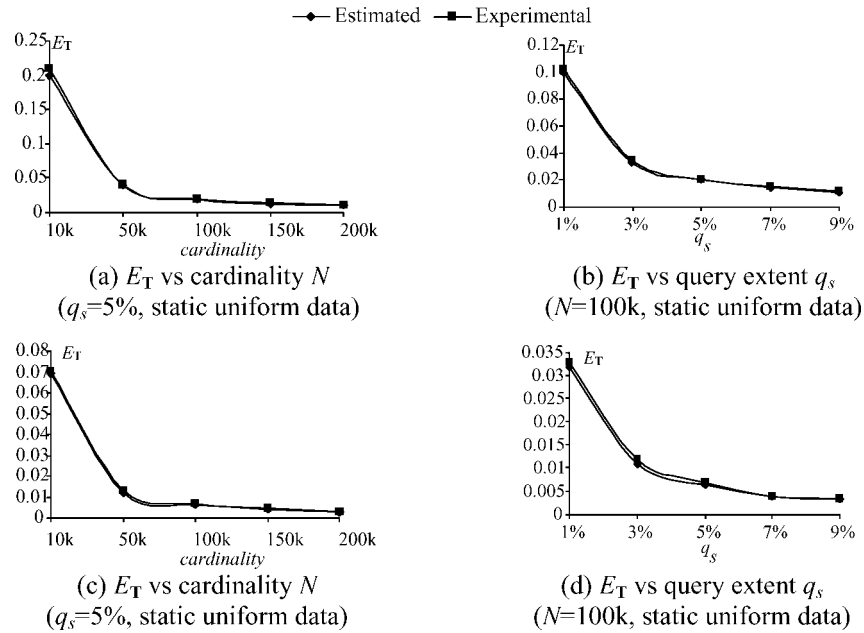 Estimated Experimental
0.25
E_T
0.2
0.15
0.1
0.05
0
10k 50k 100k 150k 200k
cardinality
(a) E_T vs cardinality N
(q_s=5%, static uniform data)
0.12
E_T
0.1
0.08
0.06
0.04
0.02
0
1% 3% 5% 7% 9%
q_s
(b) E_T vs query extent q_s
(N=100k, static uniform data)
0.08
E_T
0.07
0.06
0.05
0.04
0.03
0.02
0.01
0
10k 50k 100k 150k 200k
cardinality
(c) E_T vs cardinality N
(q_s=5%, static uniform data)
0.035
E_T
0.03
0.025
0.02
0.015
0.01
0.005
0
1% 3% 5% 7% 9%
q_s
(d) E_T vs query extent q_s
(N=100k, static uniform data)